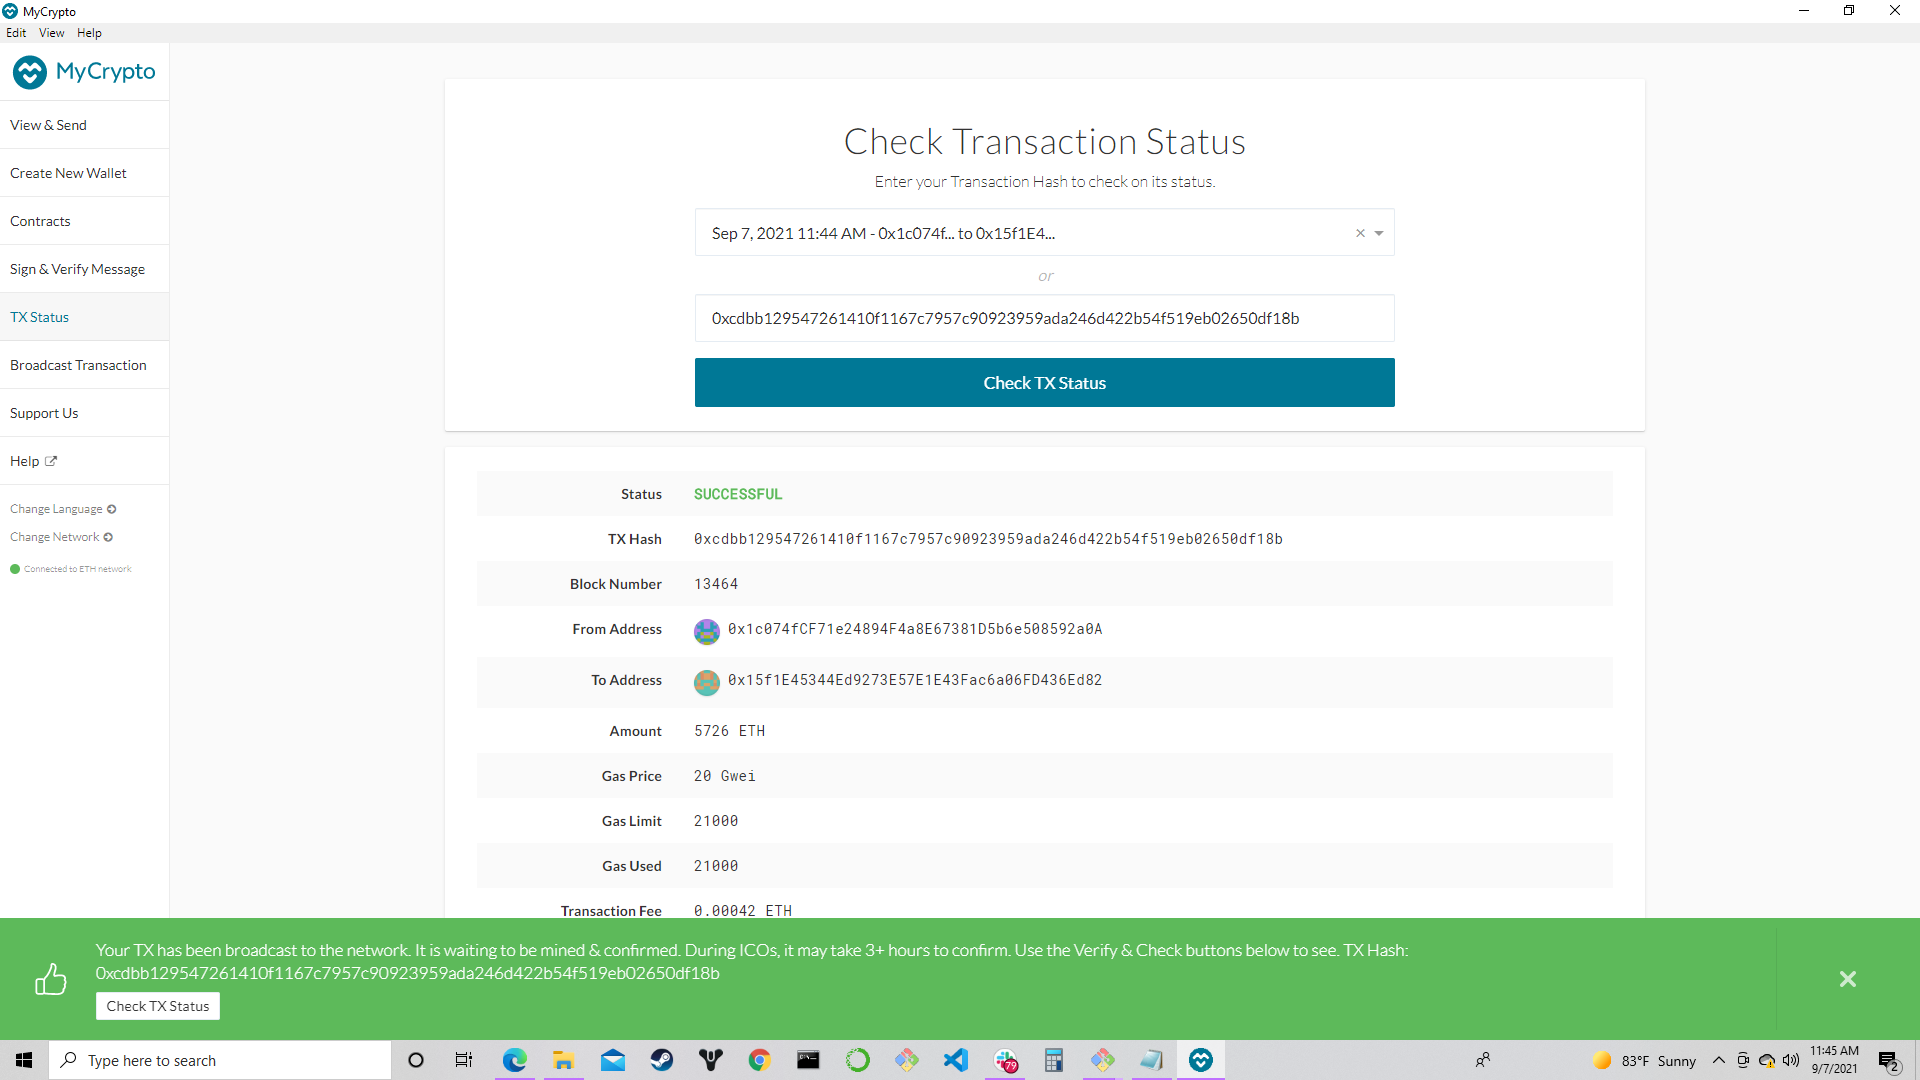 MyCrypto
Edit View Help
MyCrypto
View & Send
Create New Wallet
Contracts
Sign & Verify Message
TX Status
Broadcast Transaction
Support Us
Help
Change Language
Change Network
Connected to ETH network
Check Transaction Status
Enter your Transaction Hash to check on its status.
Sep 7, 2021 11:44 AM - 0x1c074f... to 0x15f1E4...
or
0xcdbb129547261410f1167c7957c90923959ada246d422b54f519eb02650df18b
Check TX Status
Status SUCCESSFUL
TX Hash 0xcdbb129547261410f1167c7957c90923959ada246d422b54f519eb02650df18b
Block Number 13464
From Address 0x1c074fCF71e24894F4a8E67381D5b6e508592a0A
To Address 0x15f1E45344Ed9273E57E1E43Fac6a06FD436Ed82
Amount 5726 ETH
Gas Price 20 Gwei
Gas Limit 21000
Gas Used 21000
Transaction Fee 0.00042 ETH
Your TX has been broadcast to the network. It is waiting to be mined & confirmed. During ICOs, it may take 3+ hours to confirm. Use the Verify & Check buttons below to see. TX Hash:
0xcdbb129547261410f1167c7957c90923959ada246d422b54f519eb02650df18b
Check TX Status
Type here to search
79
83°F Sunny
11:45 AM
9/7/2021
2